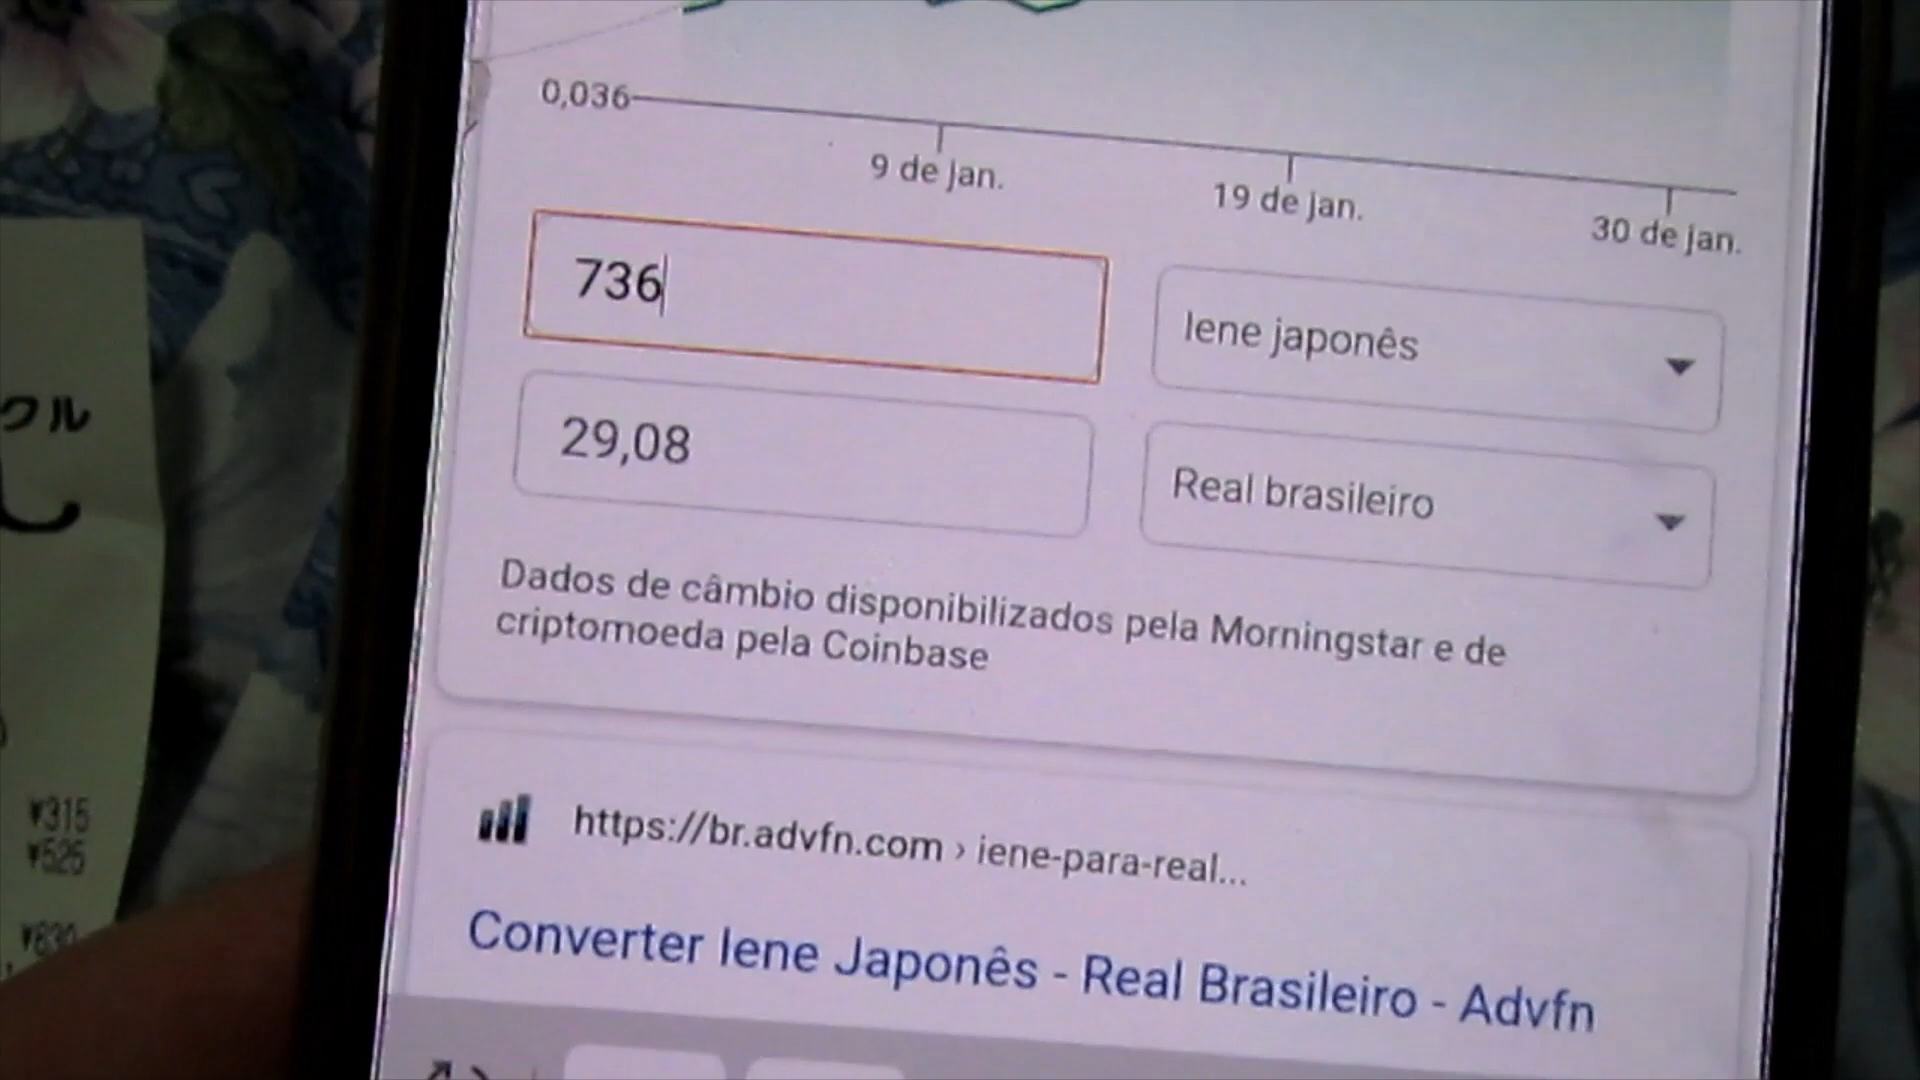 0,036
9 de jan.
19 de jan.
30 de jan.
736
Iene japonês
29,08
Real brasileiro
Dados de câmbio disponibilizados pela Morningstar e de
criptomoeda pela Coinbase
https://br.advfn.com › iene-para-real...
Converter Iene Japonês - Real Brasileiro - Advfn
クル
し
¥315
¥525